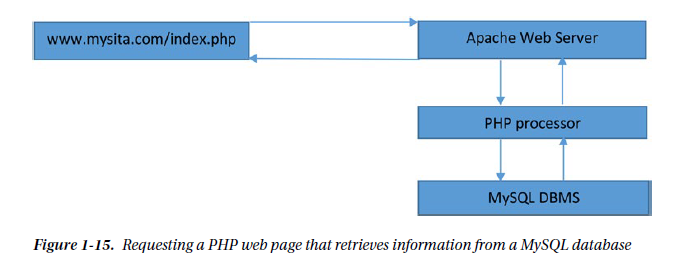 www.mysita.com/index.php
Apache Web Server
PHP processor
MySQL DBMS
Figure 1-15. Requesting a PHP web page that retrieves information from a MySQL database